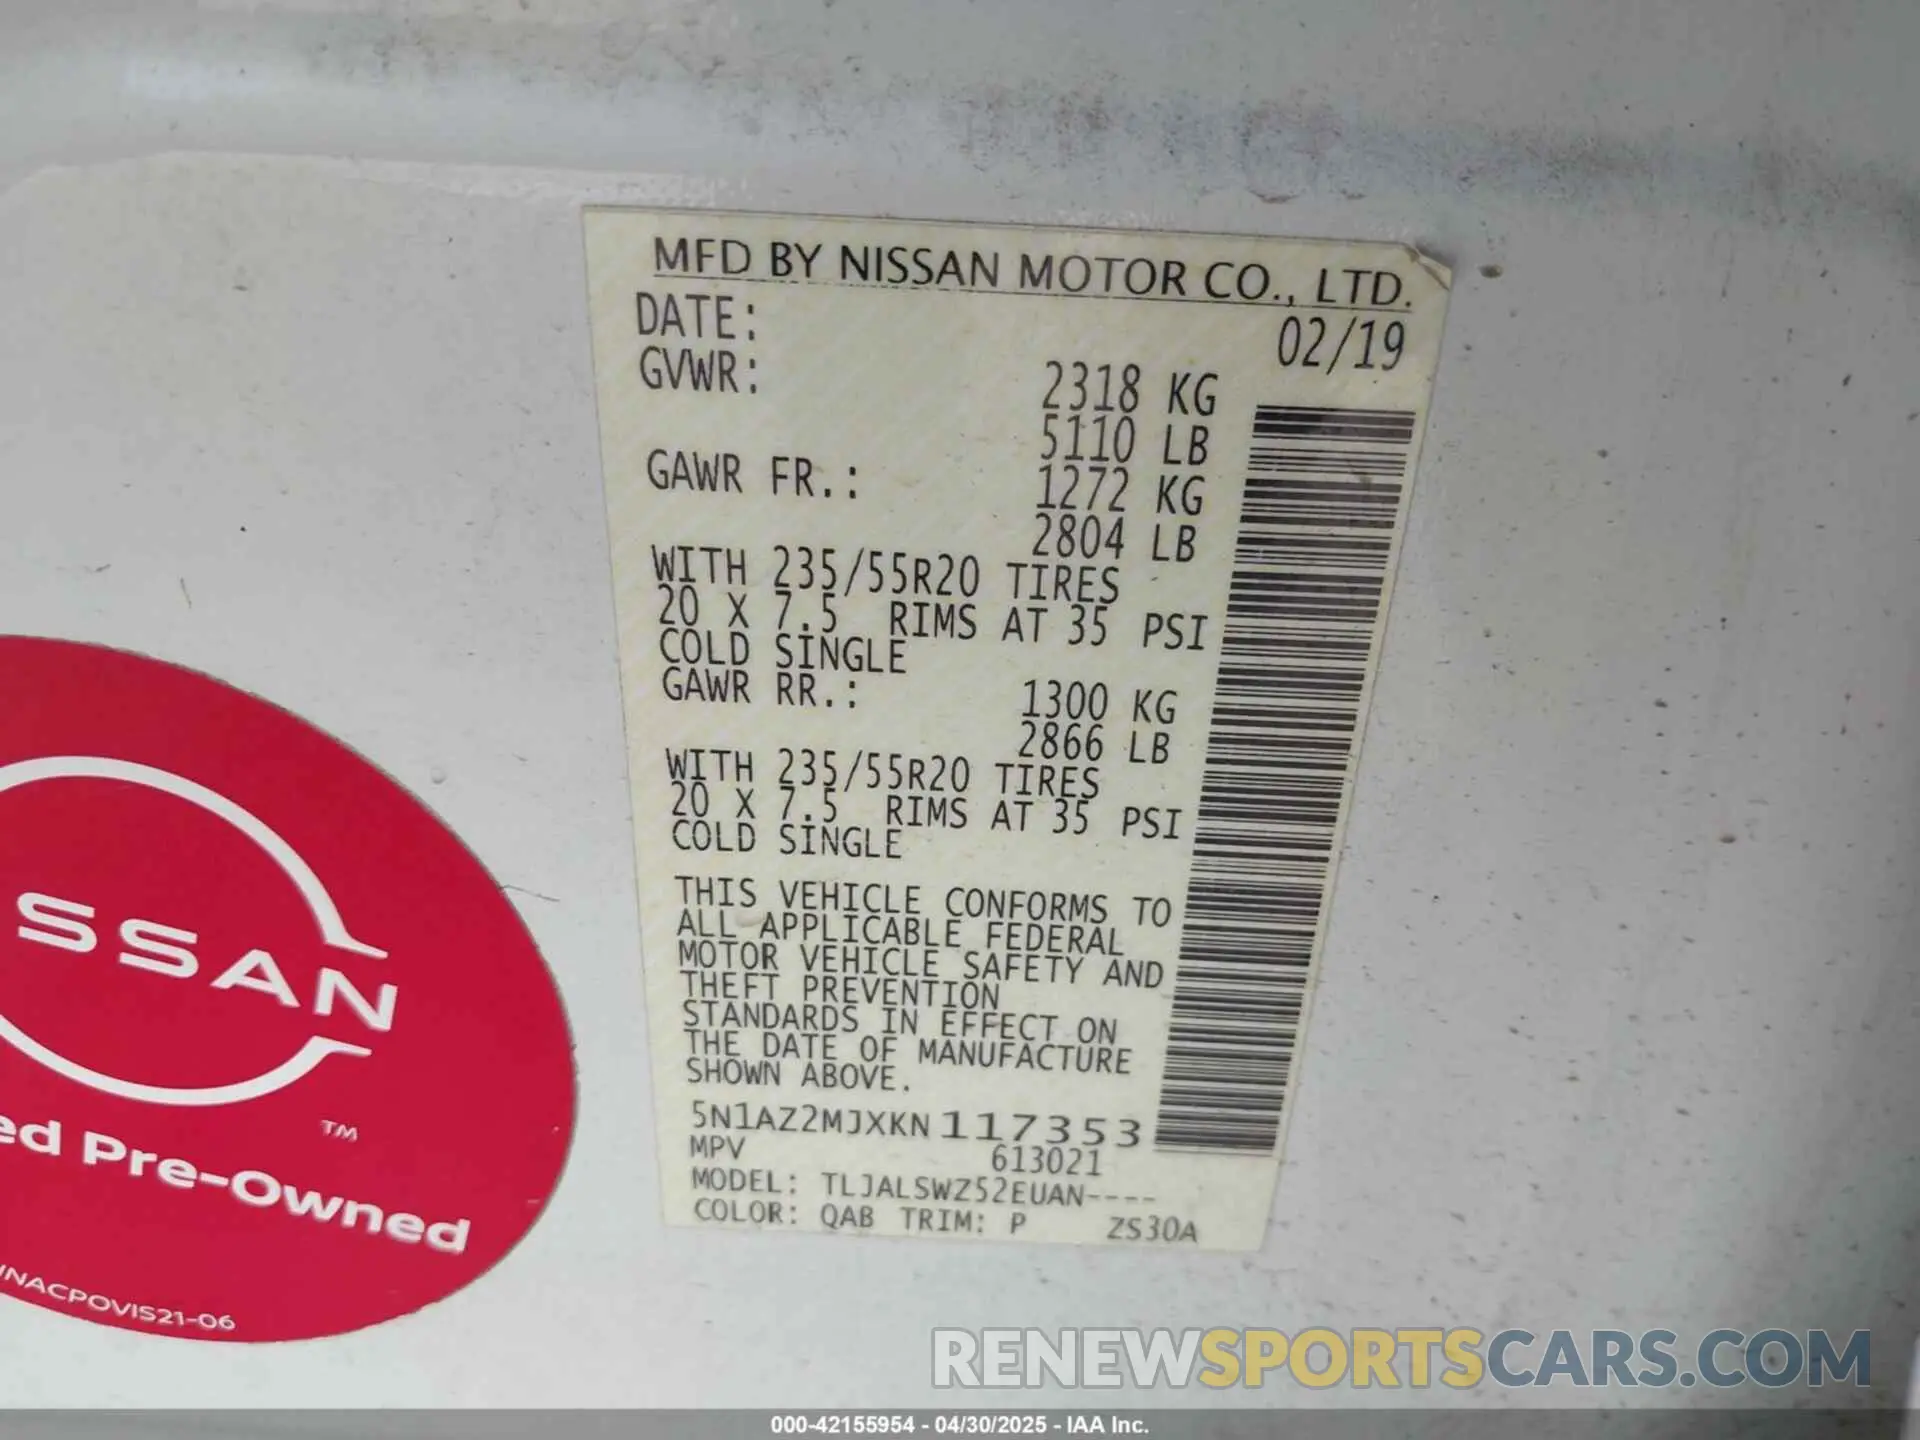 MFD BY NISSAN MOTOR CO., LTD.
DATE: 02/19
GVWR: 2318 KG
5110 LB
GAWR FR.: 1272 KG
2804 LB
WITH 235/55R20 TIRES
20 X 7.5 RIMS AT 35 PSI
COLD SINGLE
GAWR RR.: 1300 KG
2866 LB
WITH 235/55R20 TIRES
20 X 7.5 RIMS AT 35 PSI
COLD SINGLE
THIS VEHICLE CONFORMS TO
ALL APPLICABLE FEDERAL
MOTOR VEHICLE SAFETY AND
THEFT PREVENTION
STANDARDS IN EFFECT ON
THE DATE OF MANUFACTURE
SHOWN ABOVE.
5N1AZ2MJXKN117353
MPV 613021
MODEL: TLJALSWZ52EUAN----
COLOR: QAB TRIM: P ZS30A
SSAN
TM
ed Pre-Owned
NACPOVIS21-06
RENEWSPORTSCARS.COM
000-42155954 - 04/30/2025 - IAA Inc.